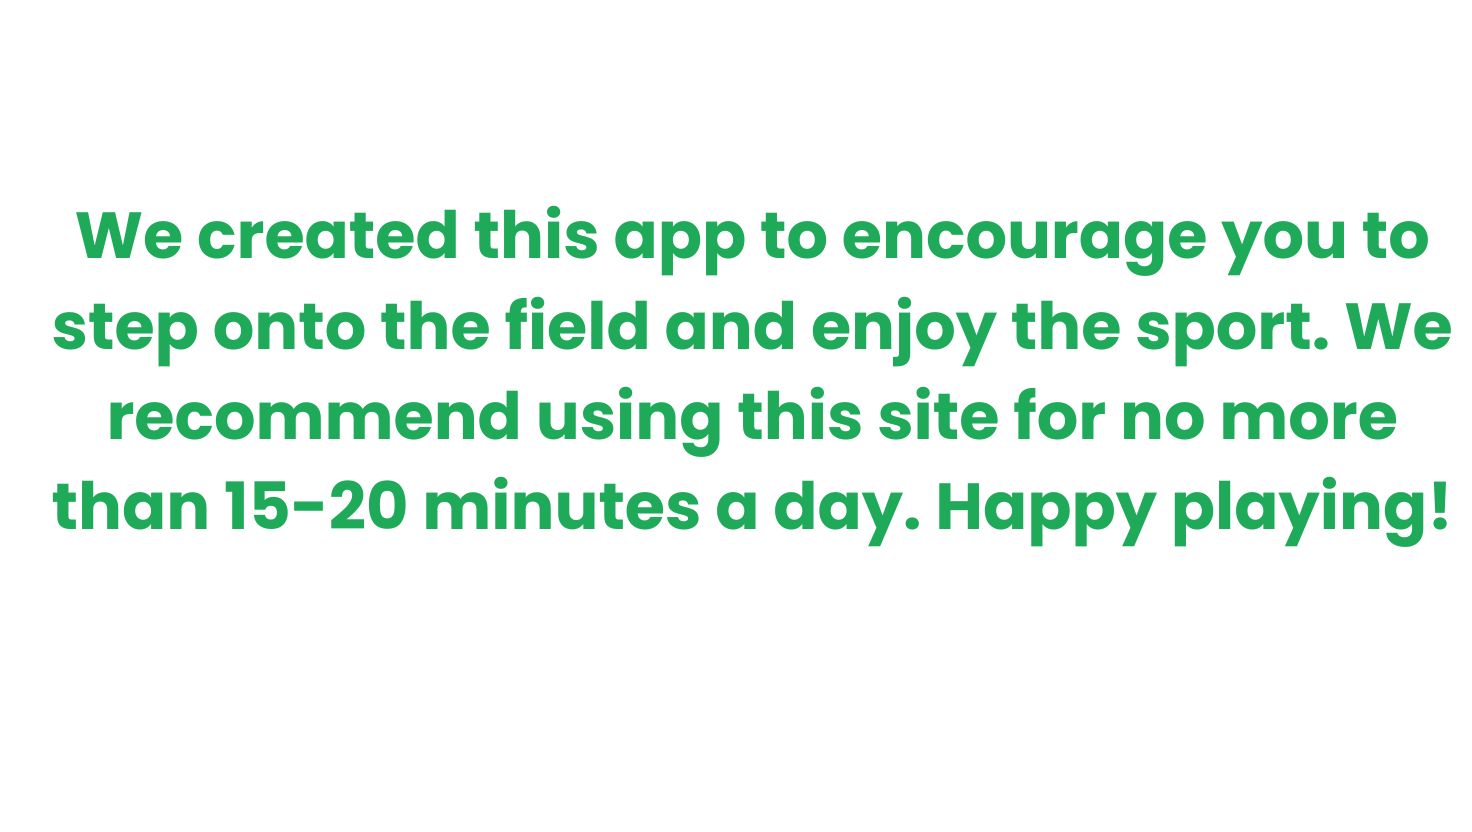 We created this app to encourage you to
step onto the field and enjoy the sport. We
recommend using this site for no more
than 15-20 minutes a day. Happy playing!